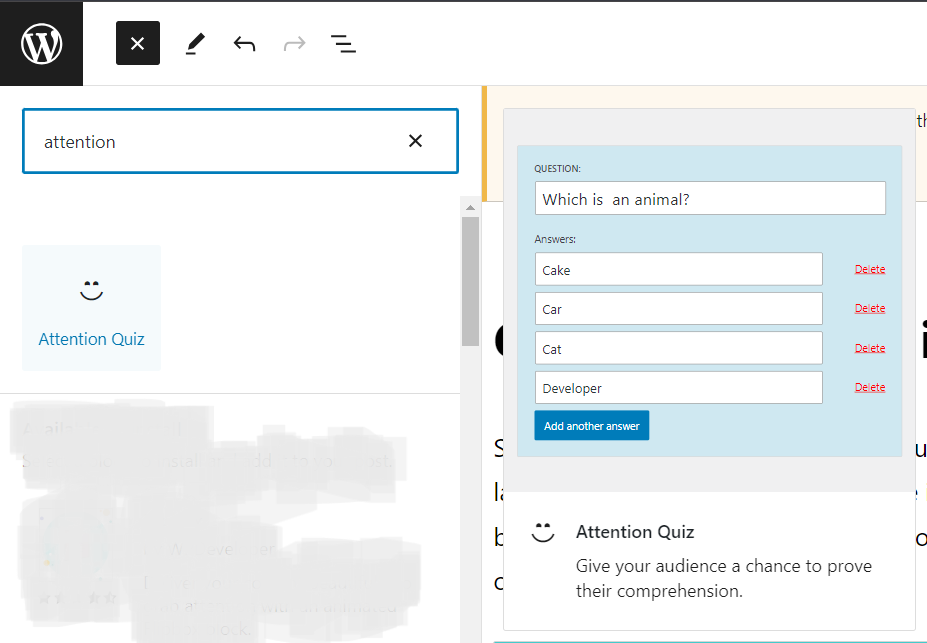 attention
Attention Quiz
QUESTION:
Which is  an animal?
Answers:
Cake
Delete
Car
Delete
Cat
Delete
Developer
Delete
Add another answer
Attention Quiz
Give your audience a chance to prove
their comprehension.